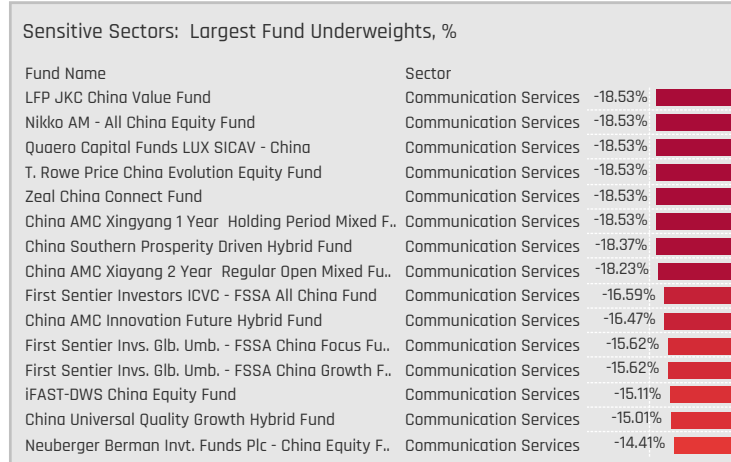 Sensitive Sectors: Largest Fund Underweights, %
Fund Name Sector
LFP JKC China Value Fund Communication Services -18.53%
Nikko AM - All China Equity Fund Communication Services -18.53%
Quaero Capital Funds LUX SICAV - China Communication Services -18.53%
T. Rowe Price China Evolution Equity Fund Communication Services -18.53%
Zeal China Connect Fund Communication Services -18.53%
China AMC Xingyang 1 Year Holding Period Mixed F.. Communication Services -18.53%
China Southern Prosperity Driven Hybrid Fund Communication Services -18.37%
China AMC Xiayang 2 Year Regular Open Mixed Fu.. Communication Services -18.23%
First Sentier Investors ICVC - FSSA All China Fund Communication Services -16.59%
China AMC Innovation Future Hybrid Fund Communication Services -16.47%
First Sentier Invs. Glb. Umb. - FSSA China Focus Fu.. Communication Services -15.62%
First Sentier Invs. Glb. Umb. - FSSA China Growth F.. Communication Services -15.62%
iFAST-DWS China Equity Fund Communication Services -15.11%
China Universal Quality Growth Hybrid Fund Communication Services -15.01%
Neuberger Berman Invt. Funds Plc - China Equity F.. Communication Services -14.41%